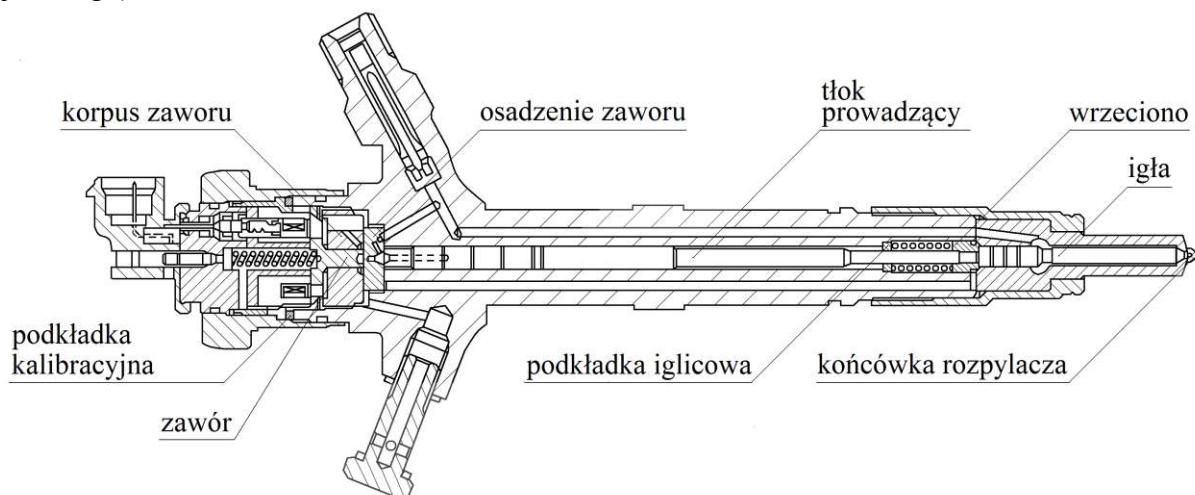 korpus zaworu
osadzenie zaworu
tłok
prowadzący
wrzeciono
igła
podkładka
kalibracyjna
zawór
podkładka iglicowa
końcówka rozpylacza